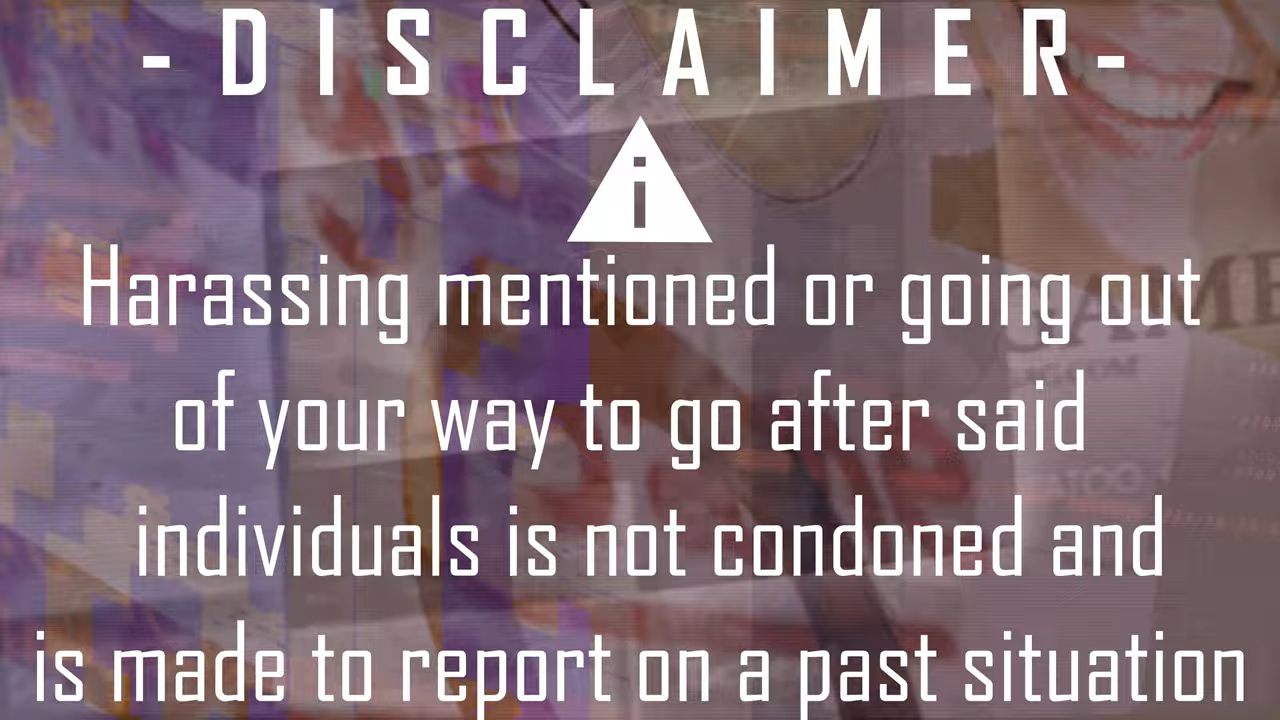 - D I S C L A I M E R -
i
Harassing mentioned or going out
of your way to go after said
individuals is not condoned and
is made to report on a past situation